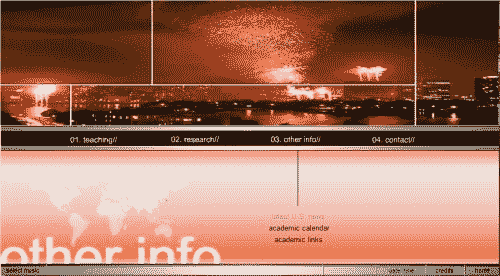 01. teaching//
02. research//
03. other info//
04. contact//
academic calendar
academic links
other info
select music
credits
home